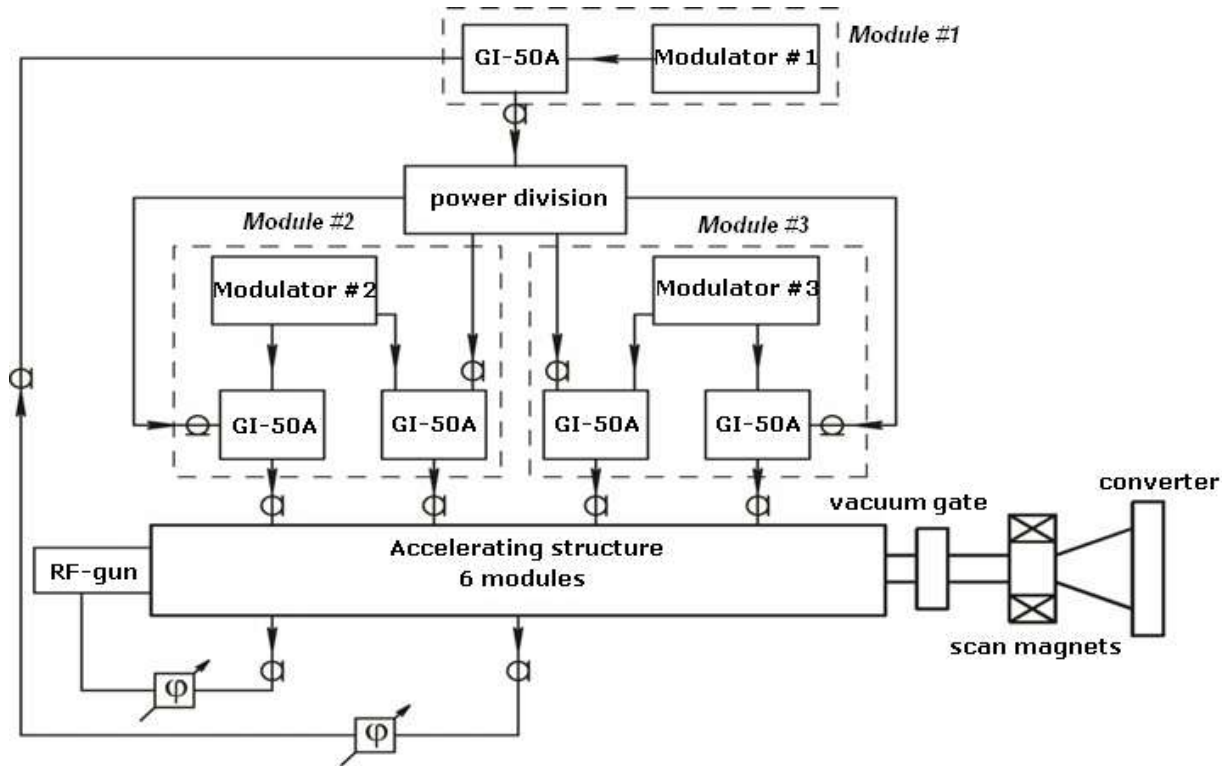 Module #1
GI-50A
Modulator #1
power division
Module #2
Module #3
Modulator #2
Modulator #3
GI-50A
GI-50A
GI-50A
GI-50A
converter
vacuum gate
Accelerating structure
6 modules
RF-gun
scan magnets
φ
φ